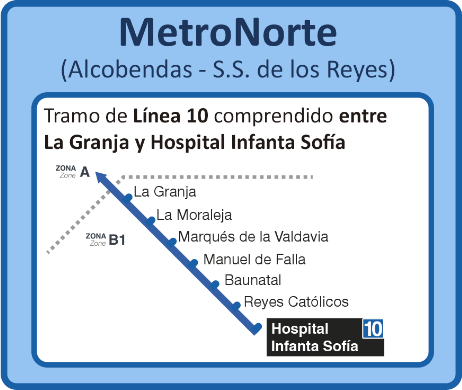 MetroNorte
(Alcobendas - S.S. de los Reyes)
Tramo de Línea 10 comprendido entre
La Granja y Hospital Infanta Sofía
ZONA A
Zone
La Granja
La Moraleja
ZONA B1
Zone
Marqués de la Valdavia
Manuel de Falla
Baunatal
Reyes Católicos
Hospital 10
Infanta Sofía